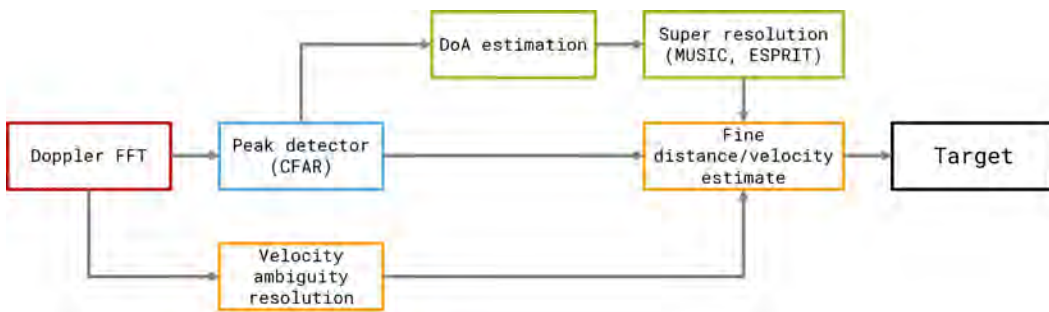 DoA estimation
Super resolution
(MUSIC, ESPRIT)
Doppler FFT
Peak detector
(CFAR)
Fine
distance/velocity
estimate
Target
Velocity
ambiguity
resolution